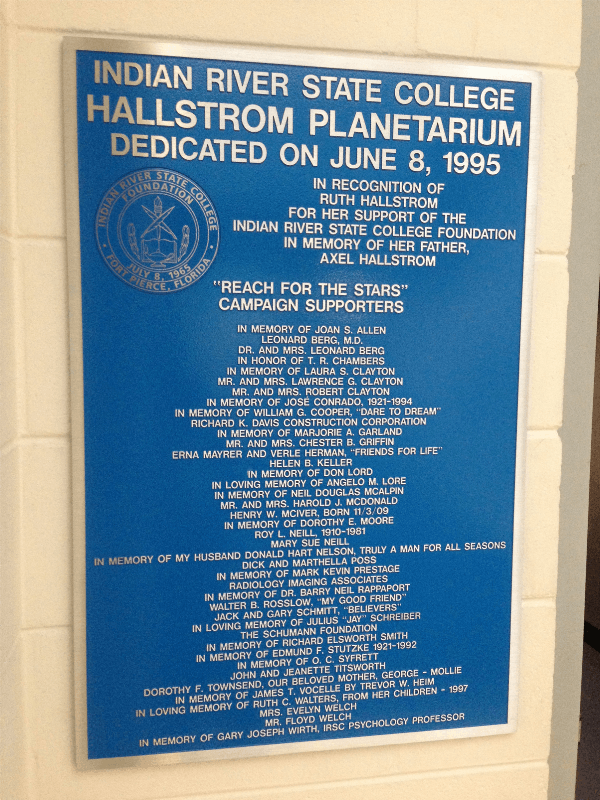 INDIAN RIVER STATE COLLEGE
HALLSTROM PLANETARIUM
DEDICATED ON JUNE 8, 1995
INDIAN RIVER STATE COLLEGE
FOUNDATION
JULY 8, 1965
FORT PIERCE, FLORIDA
IN RECOGNITION OF
RUTH HALLSTROM
FOR HER SUPPORT OF THE
INDIAN RIVER STATE COLLEGE FOUNDATION
IN MEMORY OF HER FATHER,
AXEL HALLSTROM
"REACH FOR THE STARS"
CAMPAIGN SUPPORTERS
IN MEMORY OF JOAN S. ALLEN
LEONARD BERG, M.D.
DR. AND MRS. LEONARD BERG
IN HONOR OF T. R. CHAMBERS
IN MEMORY OF LAURA S. CLAYTON
MR. AND MRS. LAWRENCE G. CLAYTON
MR. AND MRS. ROBERT CLAYTON
IN MEMORY OF JOSE CONRADO, 1921-1994
IN MEMORY OF WILLIAM G. COOPER, "DARE TO DREAM"
RICHARD K. DAVIS CONSTRUCTION CORPORATION
IN MEMORY OF MARJORIE A. GARLAND
MR. AND MRS. CHESTER B. GRIFFIN
ERNA MAYRER AND VERLE HERMAN, "FRIENDS FOR LIFE"
HELEN B. KELLER
IN MEMORY OF DON LORD
IN LOVING MEMORY OF ANGELO M. LORE
IN MEMORY OF NEIL DOUGLAS MCALPIN
MR. AND MRS. HAROLD J. MCDONALD
HENRY W. MCIVER, BORN 11/3/09
IN MEMORY OF DOROTHY E. MOORE
ROY L. NEILL, 1910-1981
MARY SUE NEILL
IN MEMORY OF MY HUSBAND DONALD HART NELSON, TRULY A MAN FOR ALL SEASONS
DICK AND MARTHELLA POSS
IN MEMORY OF MARK KEVIN PRESTAGE
RADIOLOGY IMAGING ASSOCIATES
IN MEMORY OF DR. BARRY NEIL RAPPAPORT
WALTER B. ROSSLOW, "MY GOOD FRIEND"
JACK AND GARY SCHMITT, "BELIEVERS"
IN LOVING MEMORY OF JULIUS "JAY" SCHREIBER
THE SCHUMANN FOUNDATION
IN MEMORY OF RICHARD ELSWORTH SMITH
IN MEMORY OF EDMUND F. STUTZKE 1921-1992
IN MEMORY OF O. C. SYFRETT
JOHN AND JEANETTE TITSWORTH
DOROTHY F. TOWNSEND, OUR BELOVED MOTHER, GEORGE - MOLLIE
IN MEMORY OF JAMES T. VOCELLE BY TREVOR W. HEIM
IN LOVING MEMORY OF RUTH C. WALTERS, FROM HER CHILDREN - 1997
MRS. EVELYN WELCH
MR. FLOYD WELCH
IN MEMORY OF GARY JOSEPH WIRTH, IRSC PSYCHOLOGY PROFESSOR